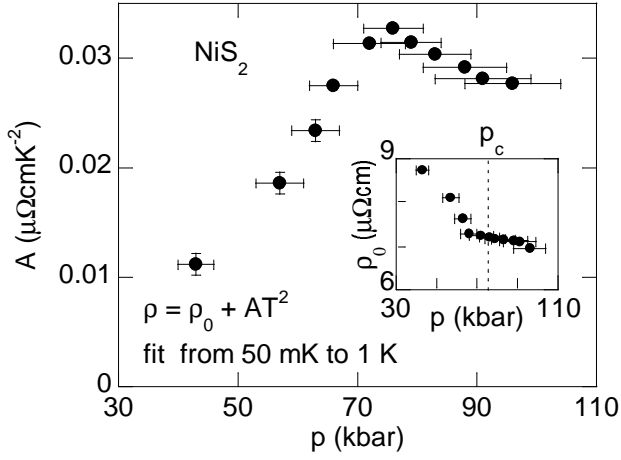 0.03
0.02
0.01
0
A (μΩcmK⁻²)
NiS₂
p_c
9
6
ρ₀ (μΩcm)
30
110
p (kbar)
ρ = ρ₀ + AT²
fit from 50 mK to 1 K
30
50
70
90
110
p (kbar)